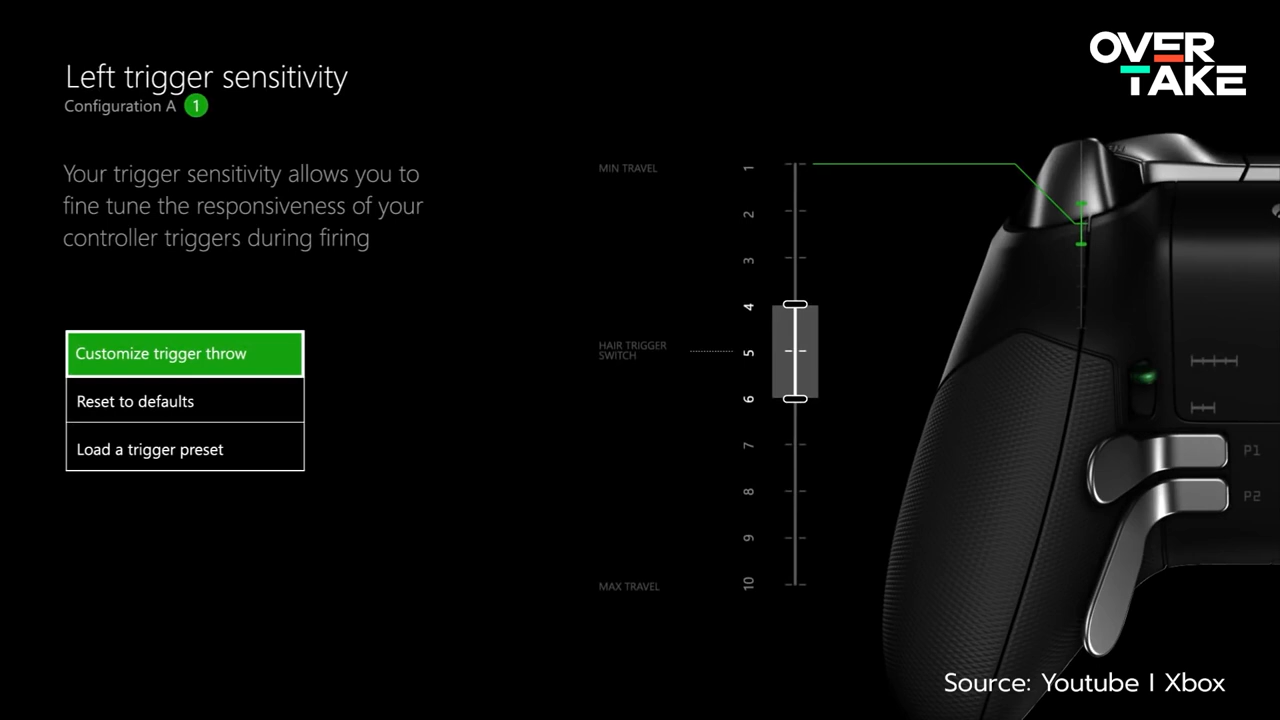 OVER
TAKE
Left trigger sensitivity
Configuration A 1
Your trigger sensitivity allows you to
fine tune the responsiveness of your
controller triggers during firing
Customize trigger throw
Reset to defaults
Load a trigger preset
MIN TRAVEL
HAIR TRIGGER
SWITCH
MAX TRAVEL
1
2
3
4
5
6
7
8
9
10
P1
P2
Source: Youtube I Xbox